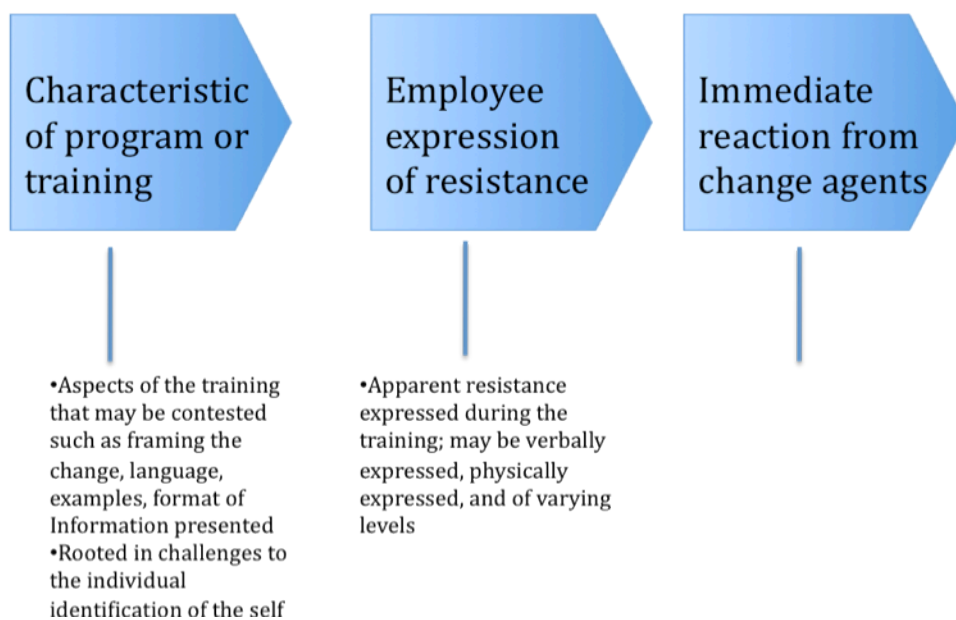 Characteristic
of program or
training
Employee
expression
of resistance
Immediate
reaction from
change agents
•Aspects of the training
that may be contested
such as framing the
change, language,
examples, format of
Information presented
•Rooted in challenges to
the individual
identification of the self
•Apparent resistance
expressed during the
training; may be verbally
expressed, physically
expressed, and of varying
levels